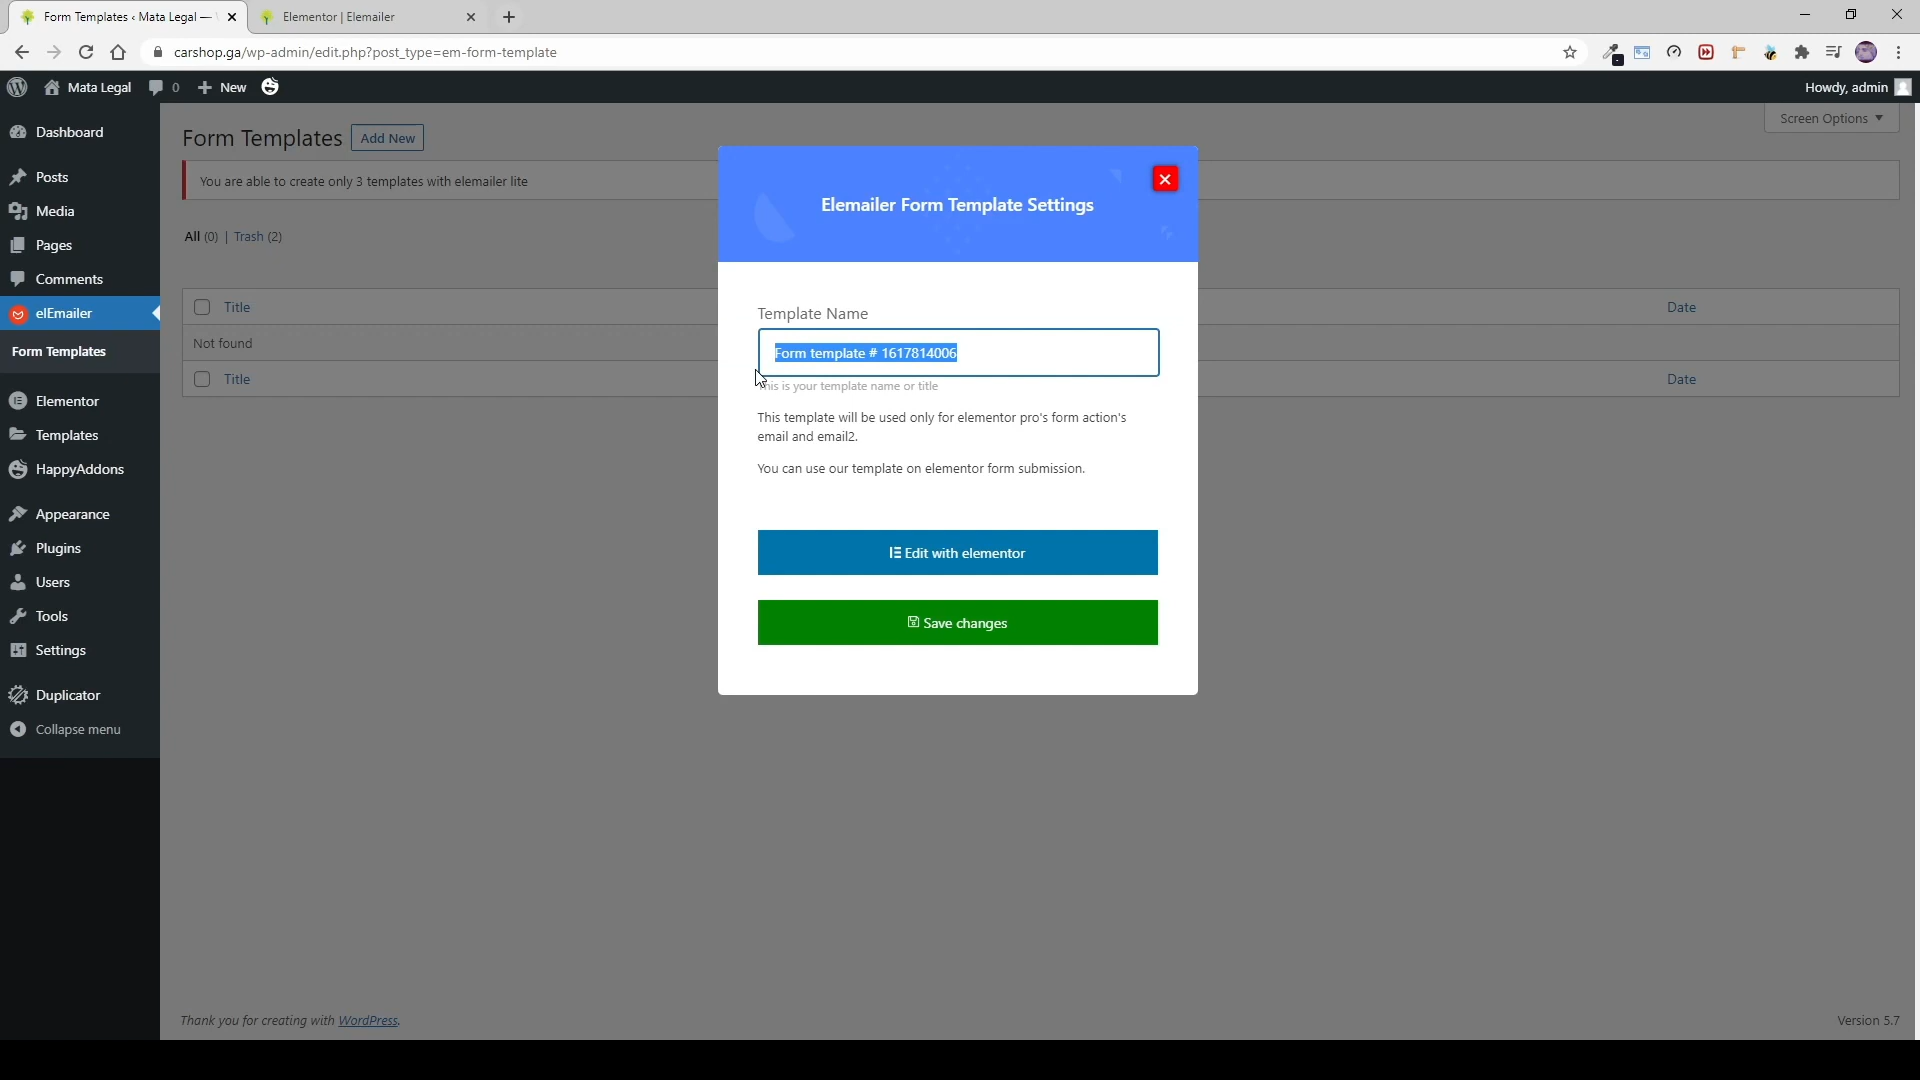 Form Templates ‹ Mata Legal —
Elementor | Elemailer
carshop.ga/wp-admin/edit.php?post_type=em-form-template
Mata Legal
0
New
Howdy, admin
Dashboard
Posts
Media
Pages
Comments
elEmailer
Form Templates
Elementor
Templates
HappyAddons
Appearance
Plugins
Users
Tools
Settings
Duplicator
Collapse menu
Form Templates
Add New
Screen Options
You are able to create only 3 templates with elemailer lite
All (0) | Trash (2)
Title
Date
Not found
Title
Date
Elemailer Form Template Settings
Template Name
Form template # 1617814006
This is your template name or title
This template will be used only for elementor pro's form action's
email and email2.
You can use our template on elementor form submission.
Edit with elementor
Save changes
Thank you for creating with WordPress.
Version 5.7